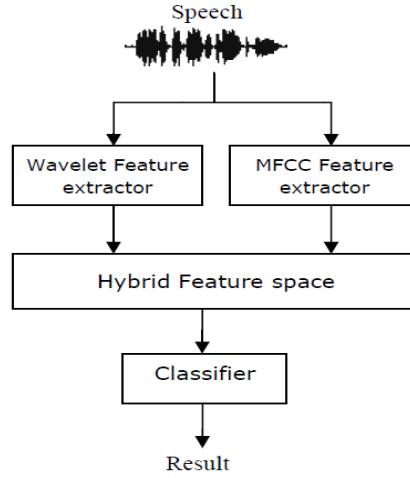 Speech
Wavelet Feature
extractor
MFCC Feature
extractor
Hybrid Feature space
Classifier
Result